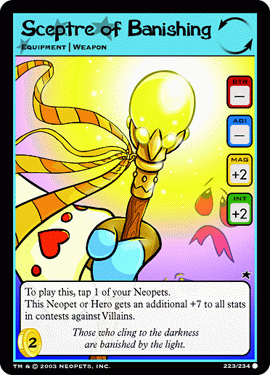 Sceptre of Banishing
Equipment | Weapon
STR
—
AGI
—
MAG
+2
INT
+2
To play this, tap 1 of your Neopets.
This Neopet or Hero gets an additional +7 to all stats
in contests against Villains.
Those who cling to the darkness
are banished by the light.
2
TM & © 2003 NEOPETS, INC.
223/234